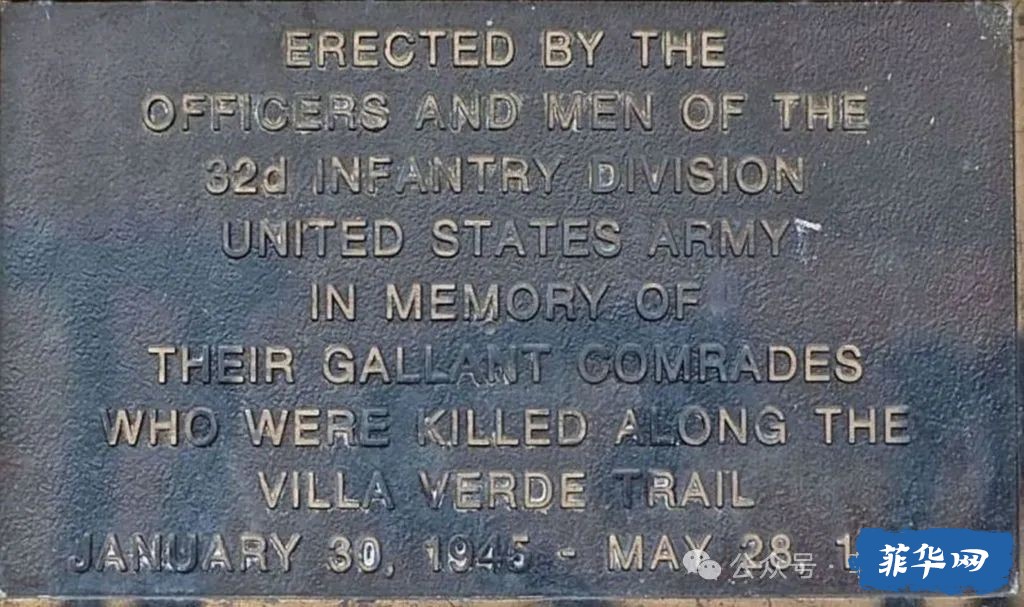 ERECTED BY THE
OFFICERS AND MEN OF THE
32d INFANTRY DIVISION
UNITED STATES ARMY
IN MEMORY OF
THEIR GALLANT COMRADES
WHO WERE KILLED ALONG THE
VILLA VERDE TRAIL
JANUARY 30, 1945 - MAY 28,
公众号 ·
菲华网